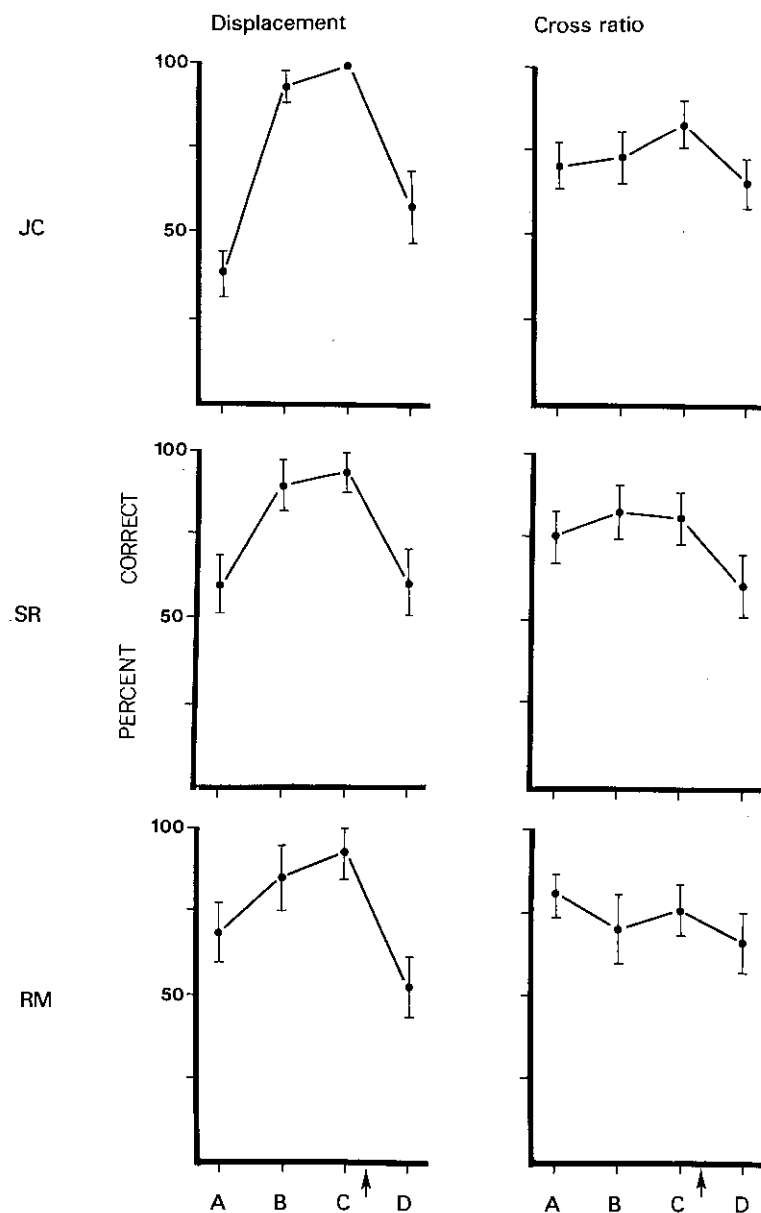 Displacement Cross ratio
100
JC
50
100
SR
50
PERCENT CORRECT
100
RM
50
A B C D A B C D